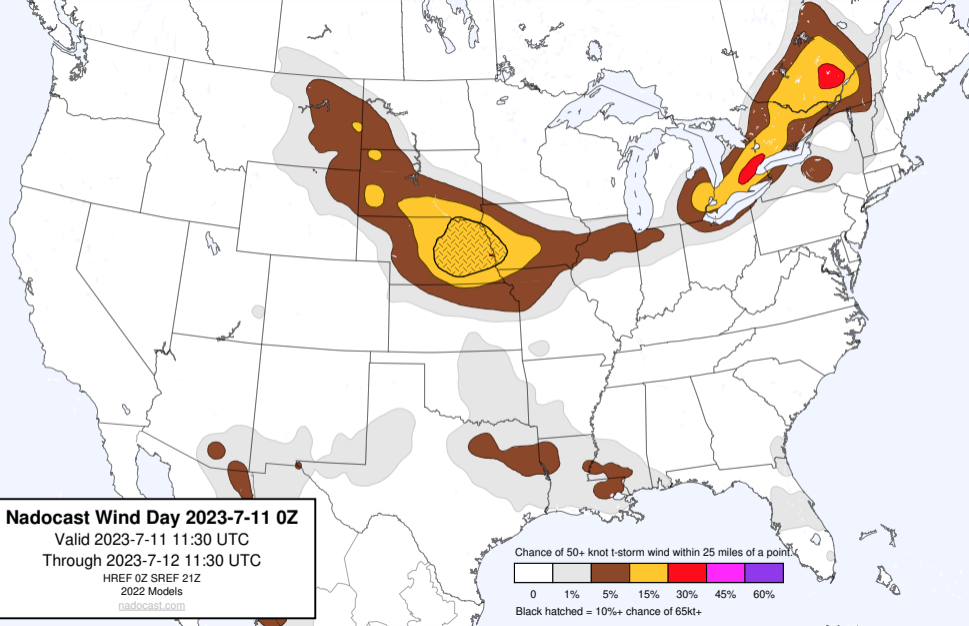 Nadocast Wind Day 2023-7-11 0Z
Valid 2023-7-11 11:30 UTC
Through 2023-7-12 11:30 UTC
HREF 0Z SREF 21Z
2022 Models
nadocast.com
Chance of 50+ knot t-storm wind within 25 miles of a point.
0 1% 5% 15% 30% 45% 60%
Black hatched = 10%+ chance of 65kt+